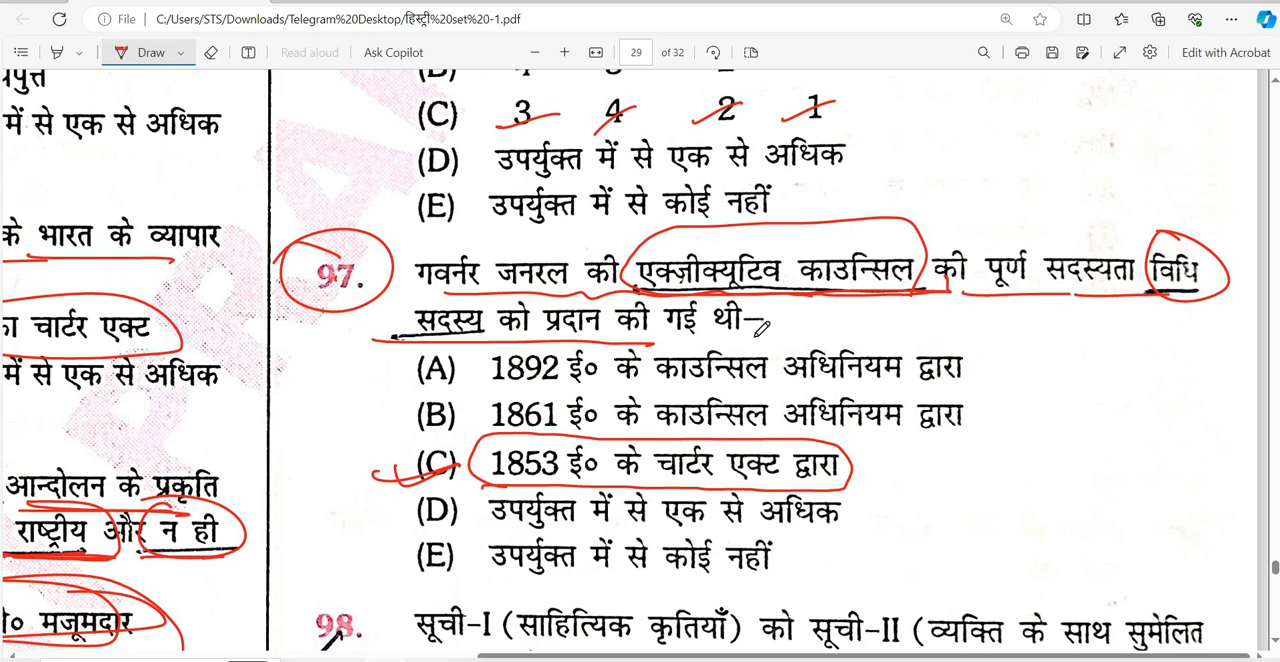 File
C:/Users/STS/Downloads/Telegram%20Desktop/हिस्ट्री%20set%20-1.pdf
Draw
Read aloud
Ask Copilot
29 of 32
Edit with Acrobat
में से एक से अधिक
के भारत के व्यापार
चार्टर एक्ट
में से एक से अधिक
आन्दोलन के प्रकृति
राष्ट्रीय और न ही
मजूमदार
(C) 3 4 2 1
(D) उपर्युक्त में से एक से अधिक
(E) उपर्युक्त में से कोई नहीं
97. गवर्नर जनरल की एक्ज़ीक्यूटिव काउन्सिल की पूर्ण सदस्यता विधि
सदस्य को प्रदान की गई थी–
(A) 1892 ई० के काउन्सिल अधिनियम द्वारा
(B) 1861 ई० के काउन्सिल अधिनियम द्वारा
(C) 1853 ई० के चार्टर एक्ट द्वारा
(D) उपर्युक्त में से एक से अधिक
(E) उपर्युक्त में से कोई नहीं
98. सूची-I (साहित्यिक कृतियाँ) को सूची-II (व्यक्ति के साथ सुमेलित